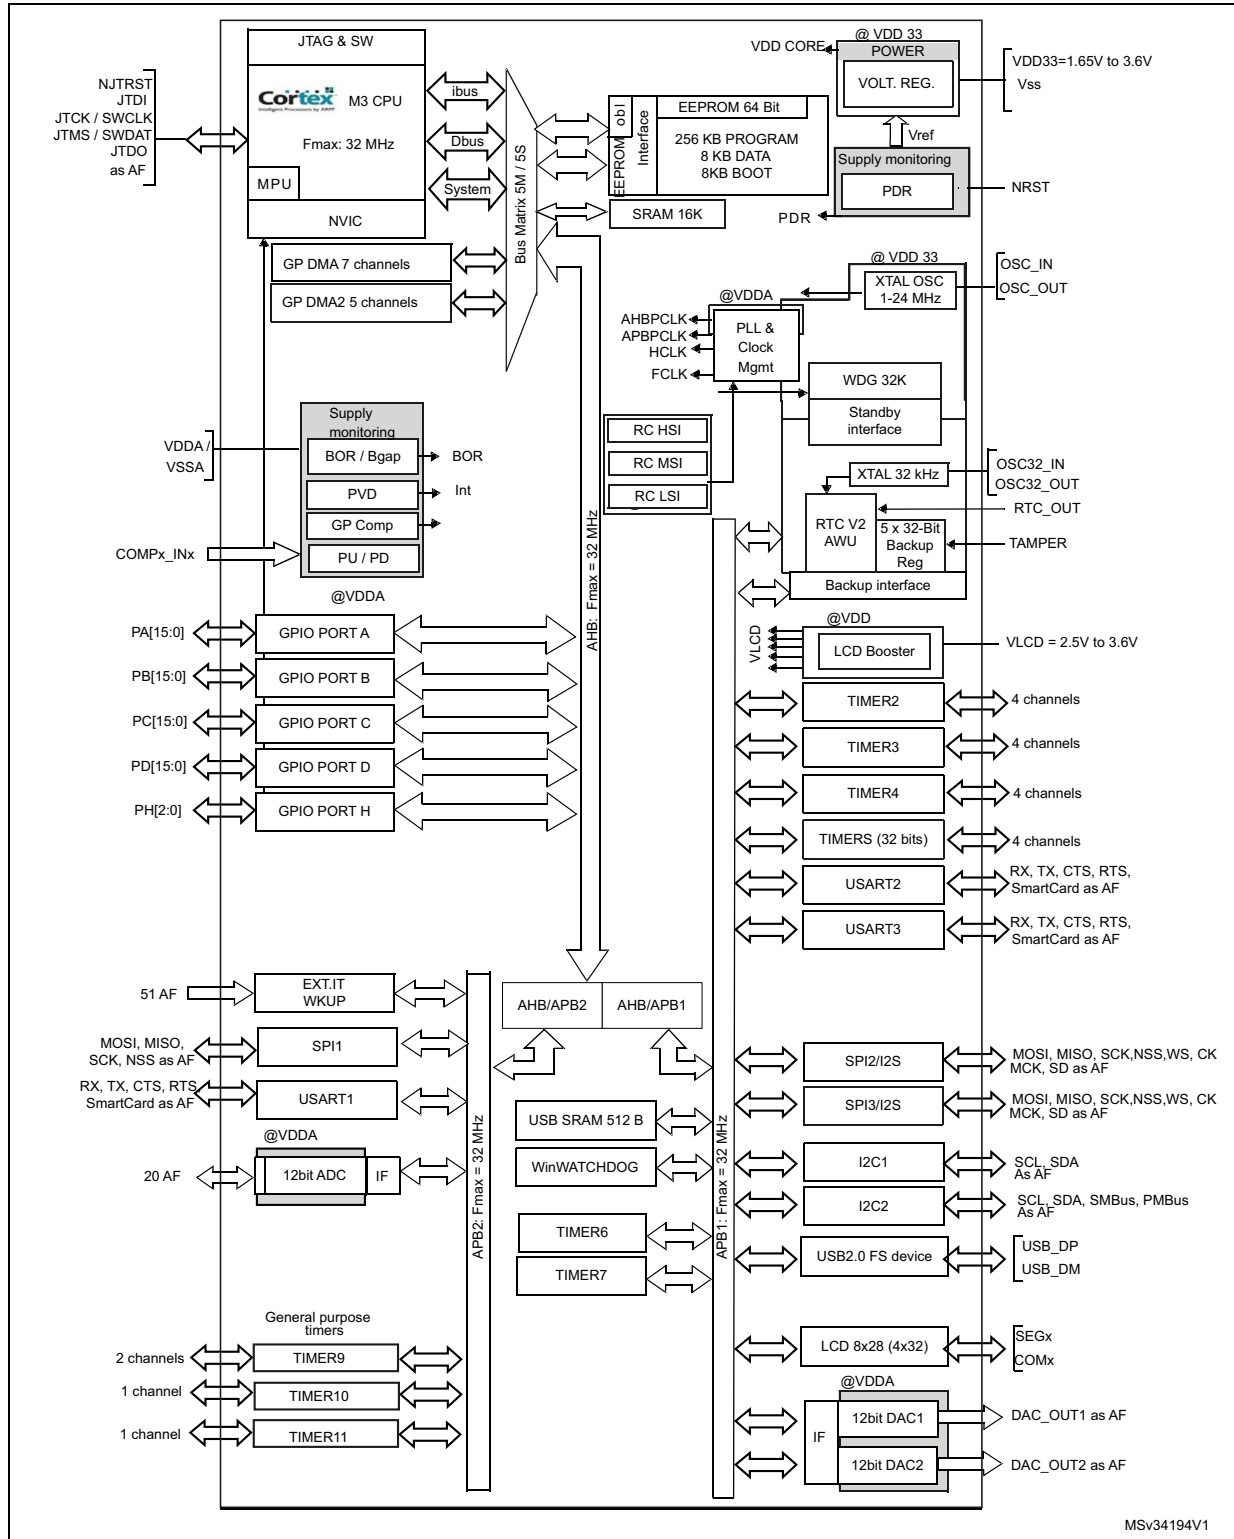 JTAG & SW
NJTRST
JTDI
JTCK / SWCLK
JTMS / SWDAT
JTDO
as AF
Cortex
Intelligent Processors by ARM®
M3 CPU
Fmax: 32 MHz
MPU
NVIC
ibus
Dbus
System
Bus Matrix 5M / 5S
GP DMA 7 channels
GP DMA2 5 channels
EEPROM
obl
Interface
EEPROM 64 Bit
256 KB PROGRAM
8 KB DATA
8KB BOOT
SRAM 16K
@ VDD 33
VDD CORE
POWER
VOLT. REG.
VDD33=1.65V to 3.6V
Vss
Vref
Supply monitoring
PDR
NRST
PDR
@ VDD 33
XTAL OSC
1-24 MHz
OSC_IN
OSC_OUT
@VDDA
PLL &
Clock
Mgmt
AHBPCLK
APBPCLK
HCLK
FCLK
WDG 32K
Standby
interface
RC HSI
RC MSI
RC LSI
XTAL 32 kHz
OSC32_IN
OSC32_OUT
RTC V2
AWU
RTC_OUT
5 x 32-Bit
Backup
Reg
TAMPER
Backup interface
Supply
monitoring
VDDA /
VSSA
BOR / Bgap
BOR
PVD
Int
GP Comp
PU / PD
COMPx_INx
@VDDA
AHB: Fmax = 32 MHz
PA[15:0]
GPIO PORT A
PB[15:0]
GPIO PORT B
PC[15:0]
GPIO PORT C
PD[15:0]
GPIO PORT D
PH[2:0]
GPIO PORT H
@VDD
VLCD
LCD Booster
VLCD = 2.5V to 3.6V
TIMER2
4 channels
TIMER3
4 channels
TIMER4
4 channels
TIMERS (32 bits)
4 channels
USART2
RX, TX, CTS, RTS,
SmartCard as AF
USART3
RX, TX, CTS, RTS,
SmartCard as AF
51 AF
EXT.IT
WKUP
MOSI, MISO,
SCK, NSS as AF
SPI1
RX, TX, CTS, RTS,
SmartCard as AF
USART1
@VDDA
20 AF
12bit ADC
IF
APB2: Fmax = 32 MHz
AHB/APB2
AHB/APB1
USB SRAM 512 B
WinWATCHDOG
TIMER6
TIMER7
APB1: Fmax = 32 MHz
SPI2/I2S
MOSI, MISO, SCK,NSS,WS, CK
MCK, SD as AF
SPI3/I2S
MOSI, MISO, SCK,NSS,WS, CK
MCK, SD as AF
I2C1
SCL, SDA
As AF
I2C2
SCL, SDA, SMBus, PMBus
As AF
USB2.0 FS device
USB_DP
USB_DM
General purpose
timers
2 channels
TIMER9
1 channel
TIMER10
1 channel
TIMER11
LCD 8x28 (4x32)
SEGx
COMx
@VDDA
IF
12bit DAC1
DAC_OUT1 as AF
12bit DAC2
DAC_OUT2 as AF
MSv34194V1